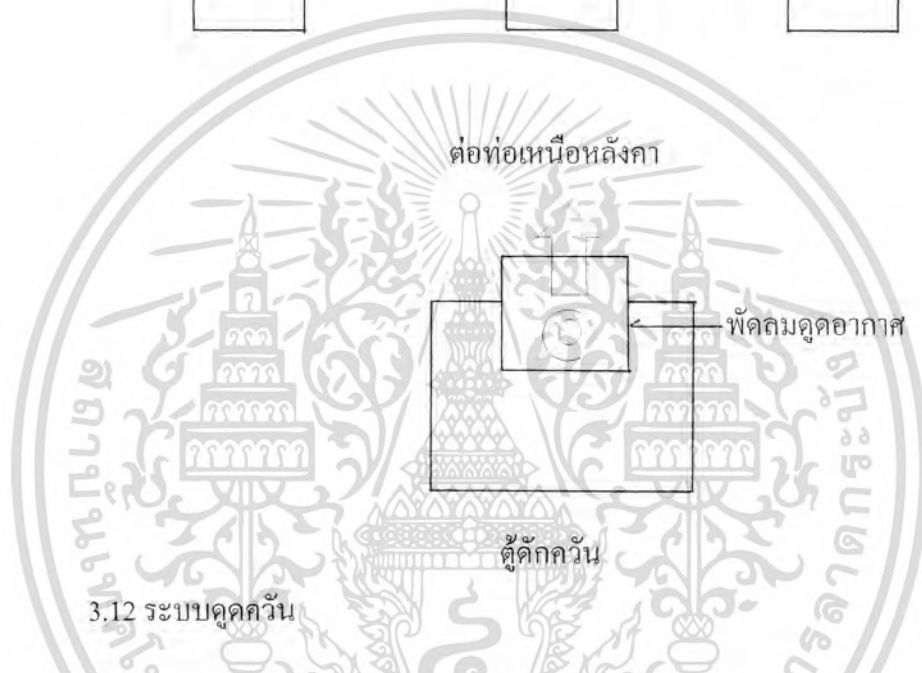 ต่อท่อเหนือหลังคา
พัดลมดูดอากาศ
ตู้ดักควัน
3.12 ระบบดูดควัน